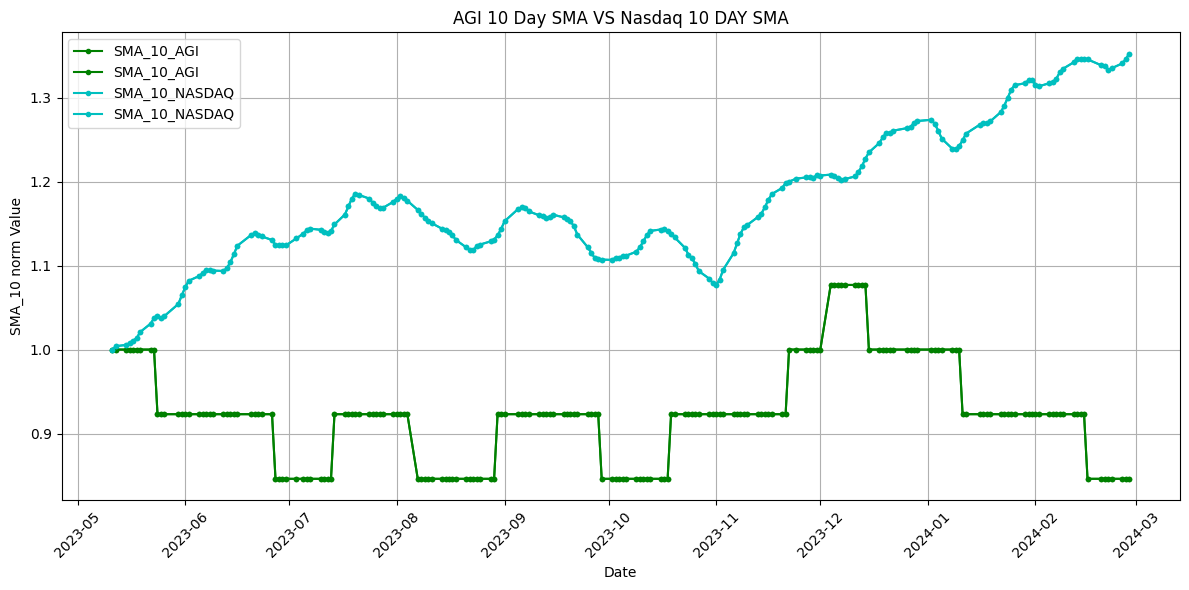 AGI 10 Day SMA VS Nasdaq 10 DAY SMA
SMA_10_AGI
SMA_10_AGI
SMA_10_NASDAQ
SMA_10_NASDAQ
SMA_10 norm Value
1.3
1.2
1.1
1.0
0.9
2023-05
2023-06
2023-07
2023-08
2023-09
2023-10
2023-11
2023-12
2024-01
2024-02
2024-03
Date